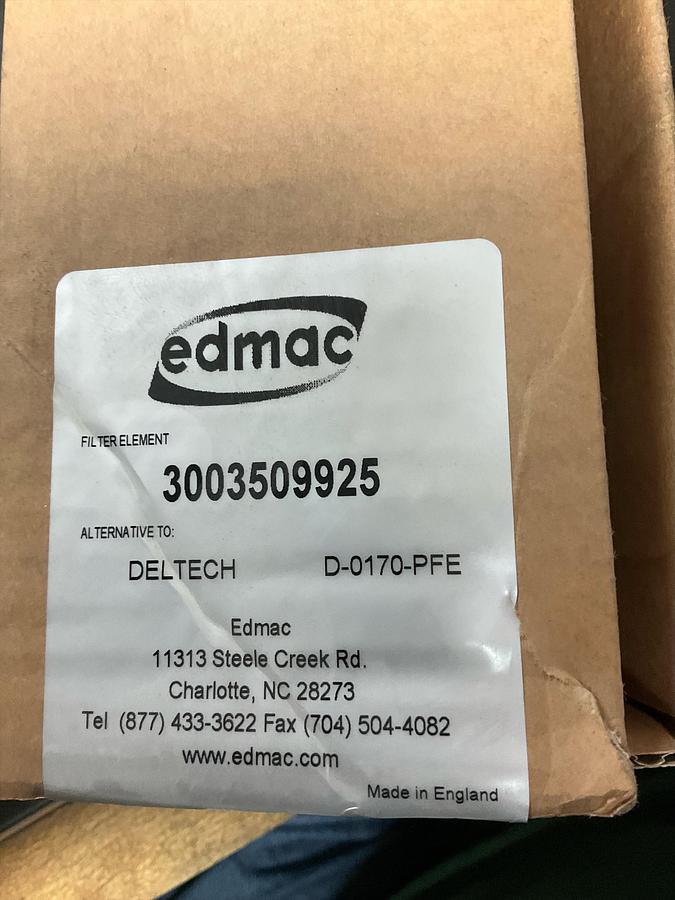 edmac
FILTER ELEMENT
3003509925
ALTERNATIVE TO:
DELTECH D-0170-PFE
Edmac
11313 Steele Creek Rd.
Charlotte, NC 28273
Tel (877) 433-3622 Fax (704) 504-4082
www.edmac.com
Made in England